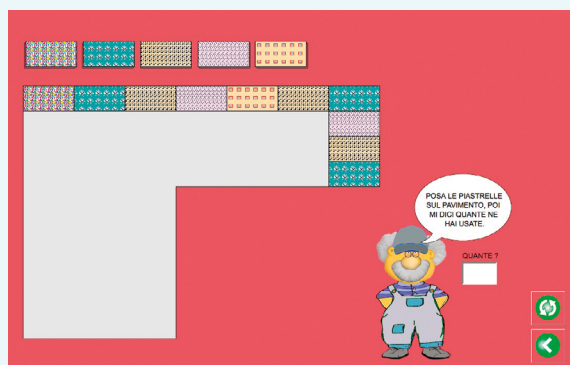 POSA LE PIASTRELLE
SUL PAVIMENTO, POI
MI DICI QUANTE NE
HAI USATE.
QUANTE ?